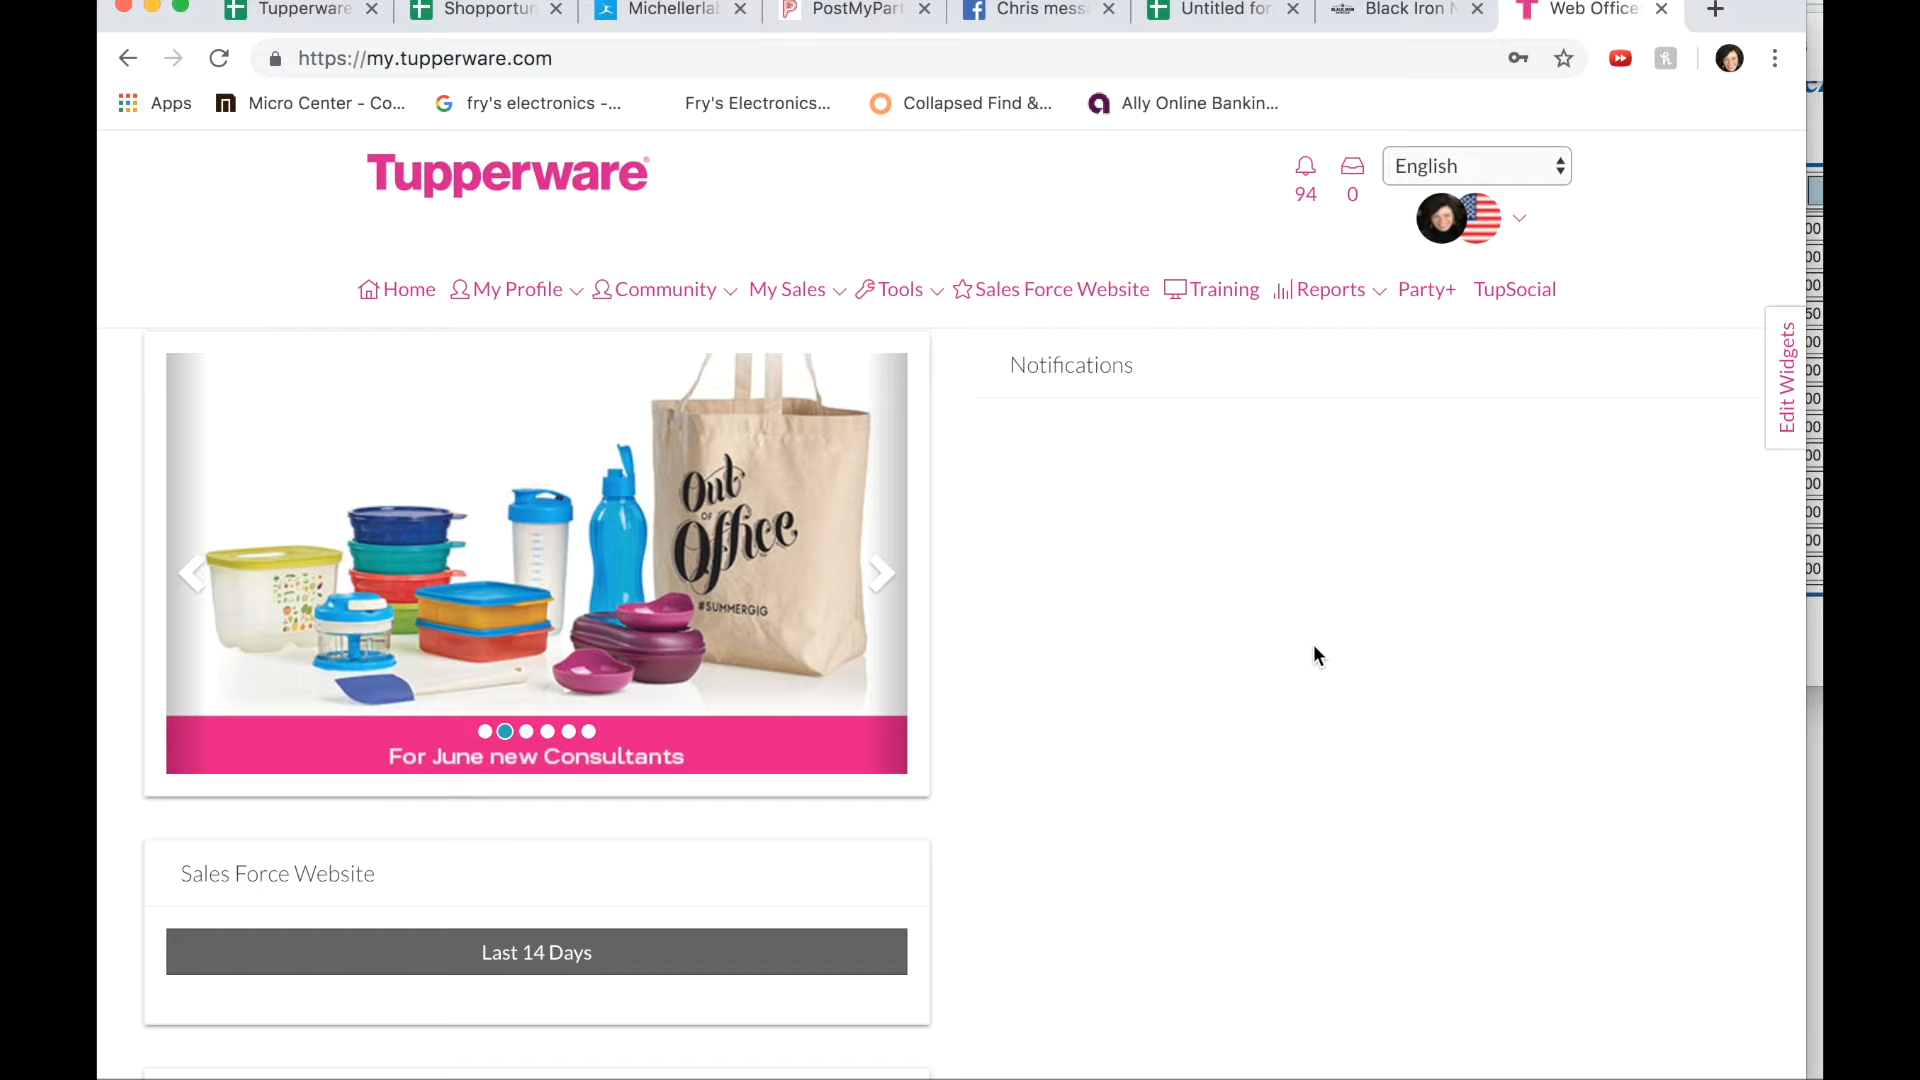 Tupperware
Shopportun
Michellerlab
PostMyPart
Chris messa
Untitled for
Black Iron
Web Office
https://my.tupperware.com
Apps
Micro Center - Co...
fry's electronics -...
Fry's Electronics...
Collapsed Find &...
Ally Online Bankin...
Tupperware®
94
0
English
Home
My Profile
Community
My Sales
Tools
Sales Force Website
Training
Reports
Party+
TupSocial
Edit Widgets
Notifications
Out
OF
Office
#SUMMERGIG
For June new Consultants
Sales Force Website
Last 14 Days